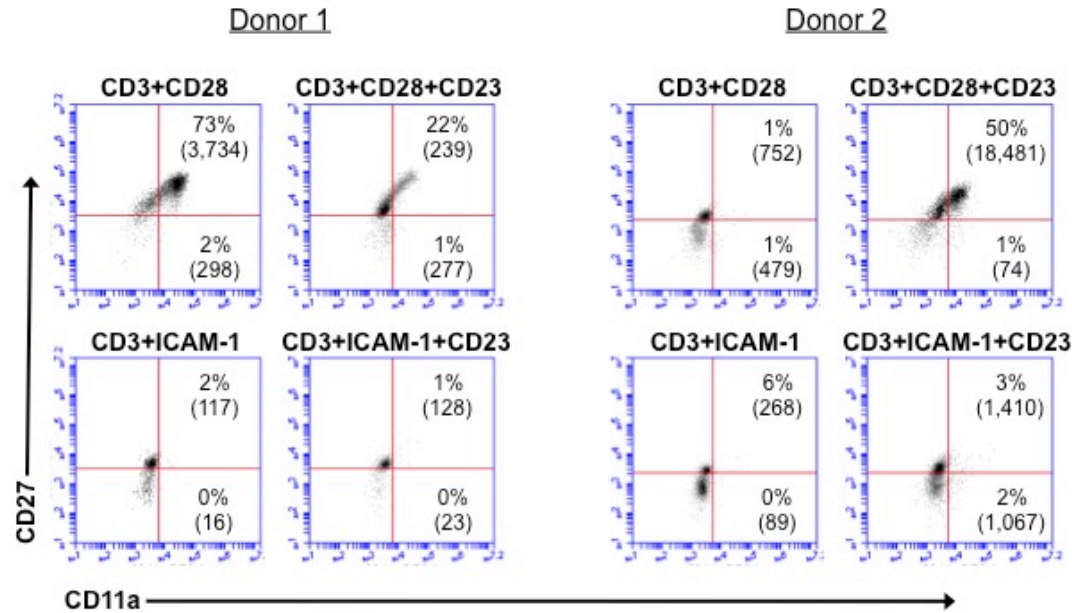 Donor 1
Donor 2
CD3+CD28
CD3+CD28+CD23
CD3+CD28
CD3+CD28+CD23
73%
(3,734)
2%
(298)
22%
(239)
1%
(277)
1%
(752)
1%
(479)
50%
(18,481)
1%
(74)
CD3+ICAM-1
CD3+ICAM-1+CD23
CD3+ICAM-1
CD3+ICAM-1+CD23
2%
(117)
0%
(16)
1%
(128)
0%
(23)
6%
(268)
0%
(89)
3%
(1,410)
2%
(1,067)
CD27
CD11a